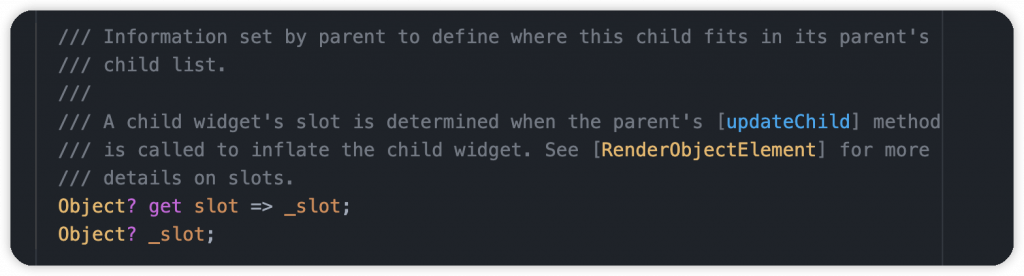 /// Information set by parent to define where this child fits in its parent's
/// child list.
///
/// A child widget's slot is determined when the parent's [updateChild] method
/// is called to inflate the child widget. See [RenderObjectElement] for more
/// details on slots.
Object? get slot => _slot;
Object? _slot;